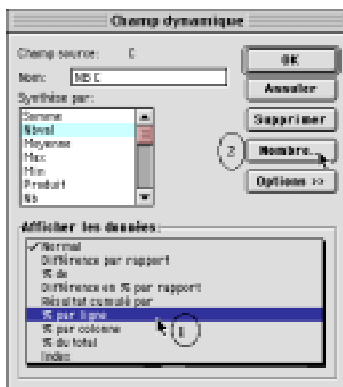 Champ dynamique
Champ source: C
OK
Nom: NB C
Annuler
Synthèse par:
Supprimer
Somme
Nbval
Moyenne
Max
Min
Produit
Nb
2
Nombre...
Options >>
Afficher les données:
✓Normal
Différence par rapport
% de
Différence en % par rapport
Résultat cumulé par
% par ligne
1
% par colonne
% du total
Index